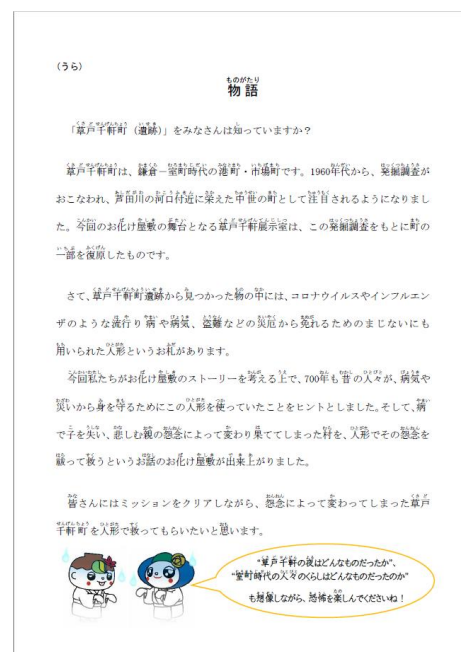 （うら）
物語
「草戸千軒町（遺跡）」をみなさんは知っていますか？
草戸千軒町は、鎌倉－室町時代の港町・市場町です。1960年代から、発掘調査が
おこなわれ、芦田川の河口付近に栄えた中世の町として注目されるようになりまし
た。今回のお化け屋敷の舞台となる草戸千軒展示室は、この発掘調査をもとに町の
一部を復原したものです。
さて、草戸千軒町遺跡から見つかった物の中には、コロナウイルスやインフルエン
ザのような流行り病や病気、盗難などの災厄から免れるためのまじないにも
用いられた人形というお札があります。
今回私たちがお化け屋敷のストーリーを考える上で、700年も昔の人々が、病気や
災いから身を守るためにこの人形を使っていたことをヒントとしました。そして、病
で子を失い、悲しむ親の怨念によって変わり果ててしまった村を、人形でその怨念を
祓って救うというお話のお化け屋敷が出来上がりました。
皆さんにはミッションをクリアしながら、怨念によって変わってしまった草戸
千軒町を人形で救ってもらいたいと思います。
“草戸千軒の夜はどんなものだったか”、
“室町時代の人々のくらしはどんなものだったのか”
も想像しながら、恐怖を楽しんでくださいね！